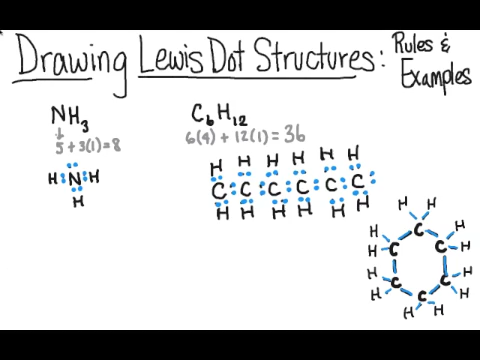 Drawing Lewis Dot Structures: Rules &
Examples
NH₃
5 + 3(1) = 8
H N H
H
C₆H₁₂
6(4) + 12(1) = 36
H H H H H H
C C C C C C
H H H H H H
H H
H C H
H C C H
H C C H
H C H
H H